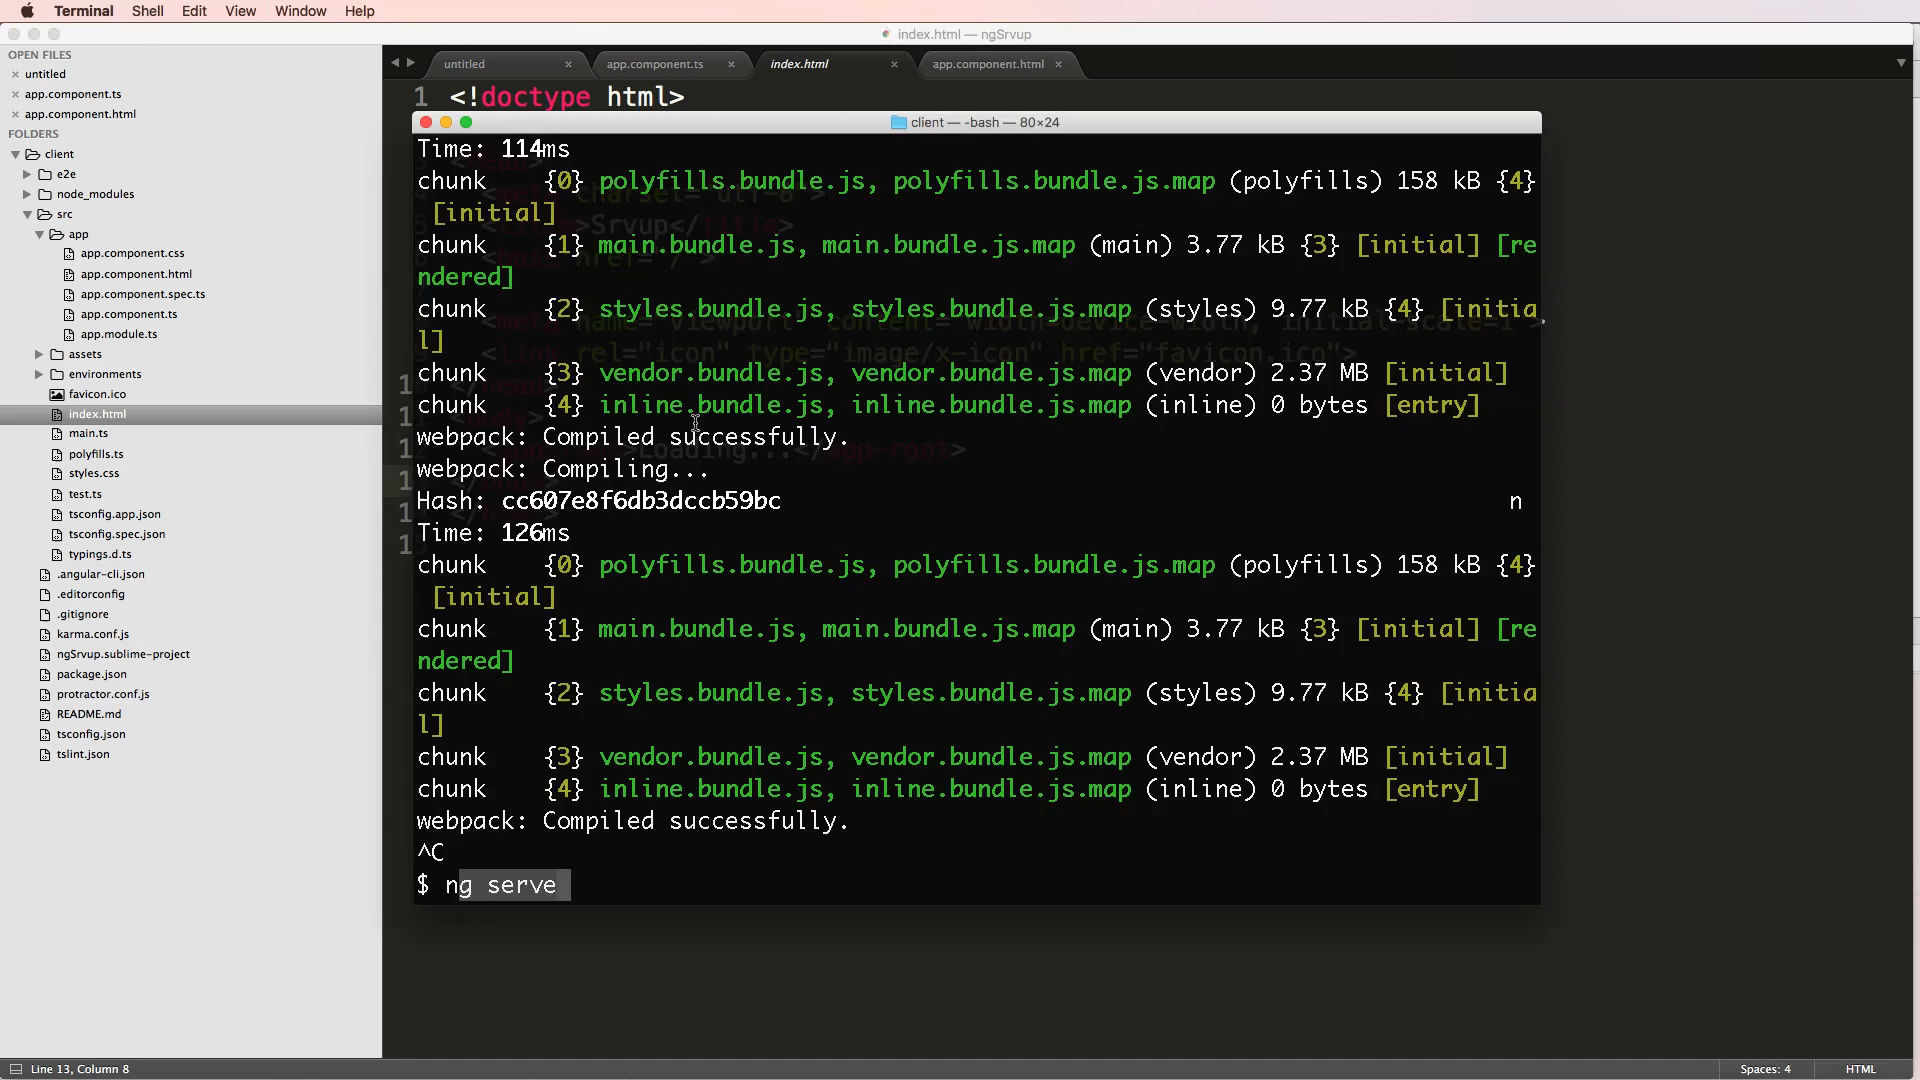 Terminal Shell Edit View Window Help
index.html — ngSrvup
OPEN FILES
untitled
app.component.ts
app.component.html
FOLDERS
client
e2e
node_modules
src
app
app.component.css
app.component.html
app.component.spec.ts
app.component.ts
app.module.ts
assets
environments
favicon.ico
index.html
main.ts
polyfills.ts
styles.css
test.ts
tsconfig.app.json
tsconfig.spec.json
typings.d.ts
.angular-cli.json
.editorconfig
.gitignore
karma.conf.js
ngSrvup.sublime-project
package.json
protractor.conf.js
README.md
tsconfig.json
tslint.json
untitled app.component.ts index.html app.component.html
1 <!doctype html>
client — -bash — 80×24
Time: 114ms
chunk {0} polyfills.bundle.js, polyfills.bundle.js.map (polyfills) 158 kB {4}
[initial]
chunk {1} main.bundle.js, main.bundle.js.map (main) 3.77 kB {3} [initial] [re
ndered]
chunk {2} styles.bundle.js, styles.bundle.js.map (styles) 9.77 kB {4} [initia
l]
chunk {3} vendor.bundle.js, vendor.bundle.js.map (vendor) 2.37 MB [initial]
chunk {4} inline.bundle.js, inline.bundle.js.map (inline) 0 bytes [entry]
webpack: Compiled successfully.
webpack: Compiling...
Hash: cc607e8f6db3dccb59bc n
Time: 126ms
chunk {0} polyfills.bundle.js, polyfills.bundle.js.map (polyfills) 158 kB {4}
[initial]
chunk {1} main.bundle.js, main.bundle.js.map (main) 3.77 kB {3} [initial] [re
ndered]
chunk {2} styles.bundle.js, styles.bundle.js.map (styles) 9.77 kB {4} [initia
l]
chunk {3} vendor.bundle.js, vendor.bundle.js.map (vendor) 2.37 MB [initial]
chunk {4} inline.bundle.js, inline.bundle.js.map (inline) 0 bytes [entry]
webpack: Compiled successfully.
^C
$ ng serve
Line 13, Column 8
Spaces: 4 HTML